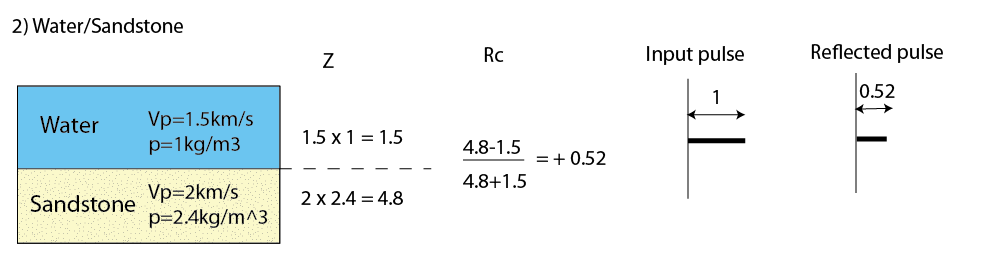 2) Water/Sandstone
Z
Rc
Input pulse
Reflected pulse
Water
Vp=1.5km/s
p=1kg/m3
1.5 x 1 = 1.5
Sandstone
Vp=2km/s
p=2.4kg/m^3
2 x 2.4 = 4.8
4.8-1.5
4.8+1.5
= + 0.52
1
0.52